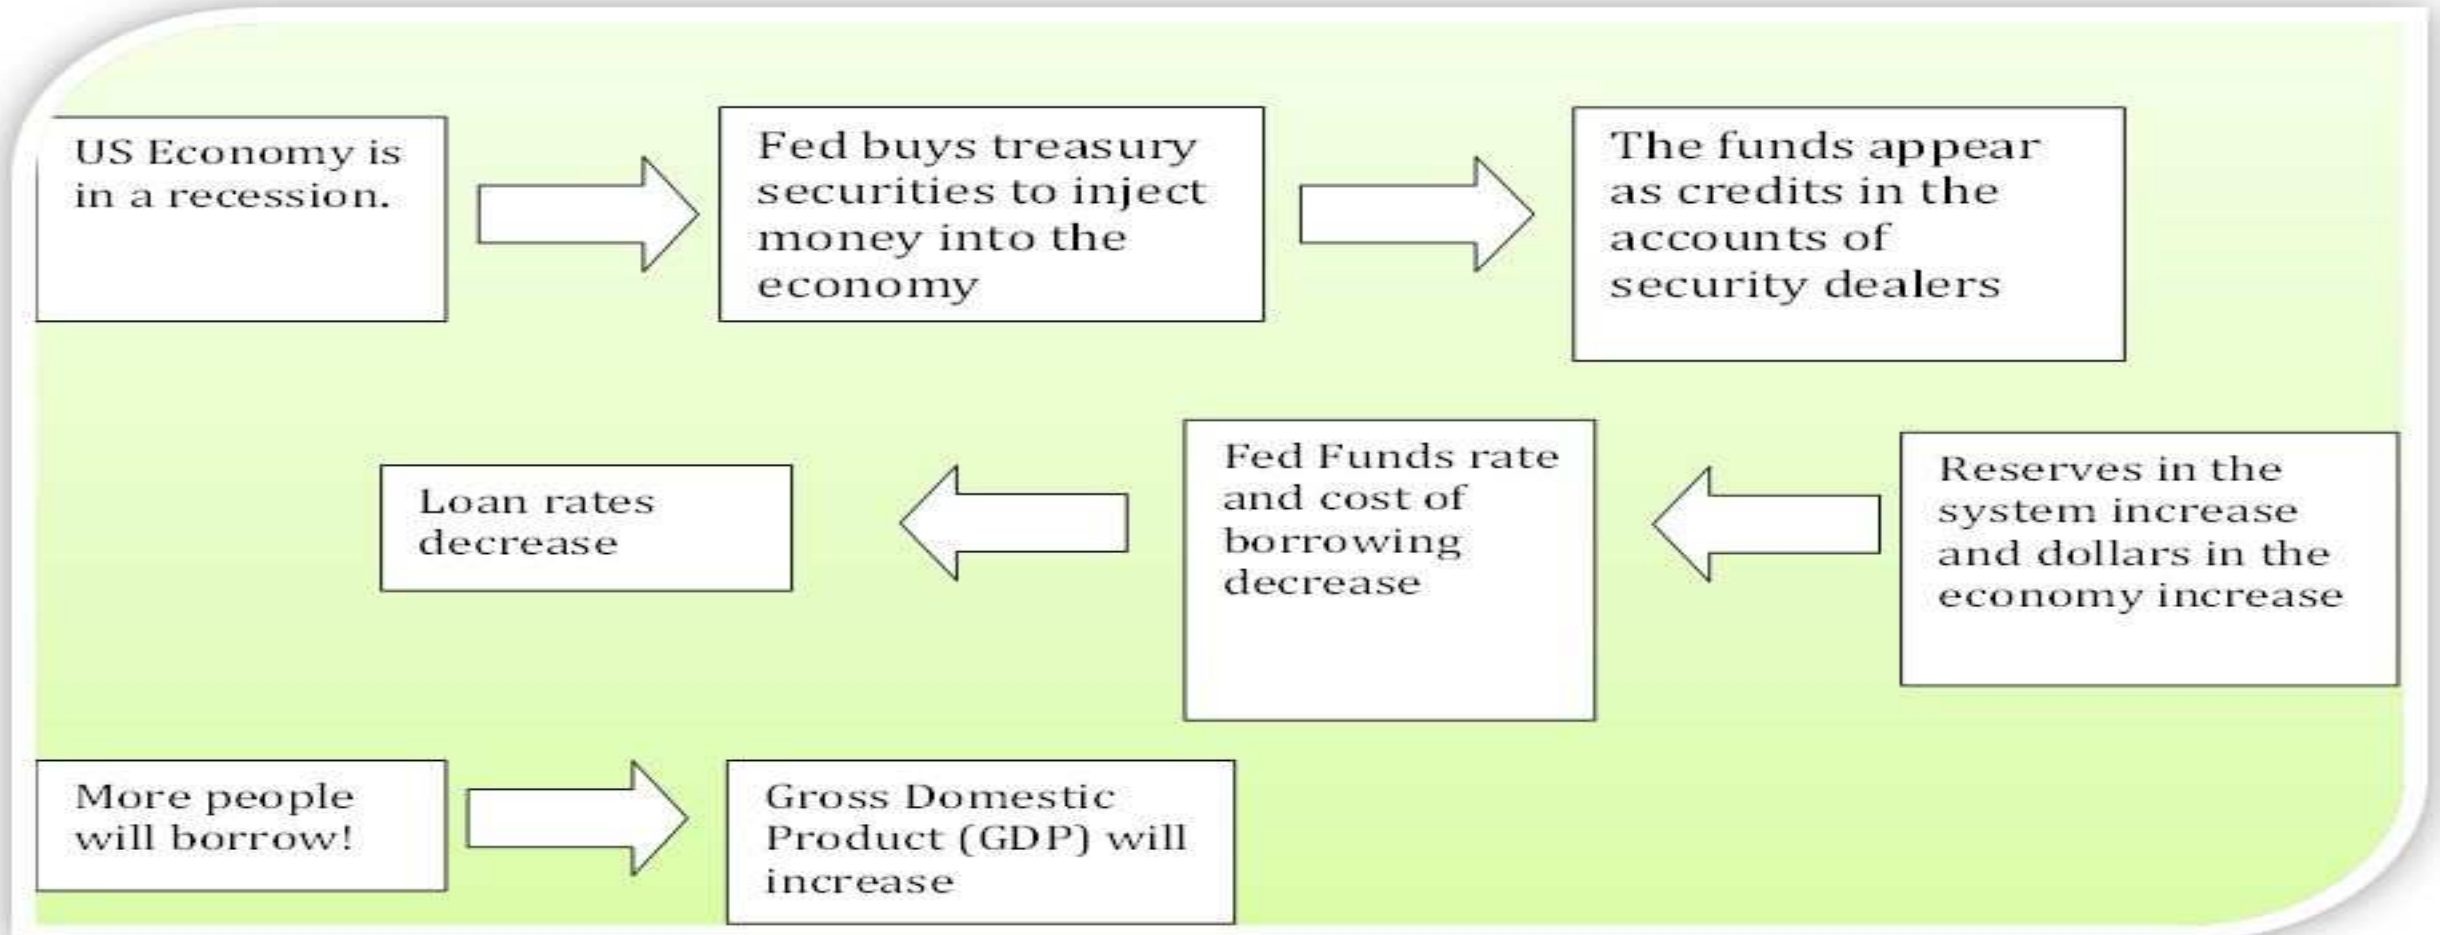 US Economy is
in a recession.
Fed buys treasury
securities to inject
money into the
economy
The funds appear
as credits in the
accounts of
security dealers
Reserves in the
system increase
and dollars in the
economy increase
Fed Funds rate
and cost of
borrowing
decrease
Loan rates
decrease
More people
will borrow!
Gross Domestic
Product (GDP) will
increase